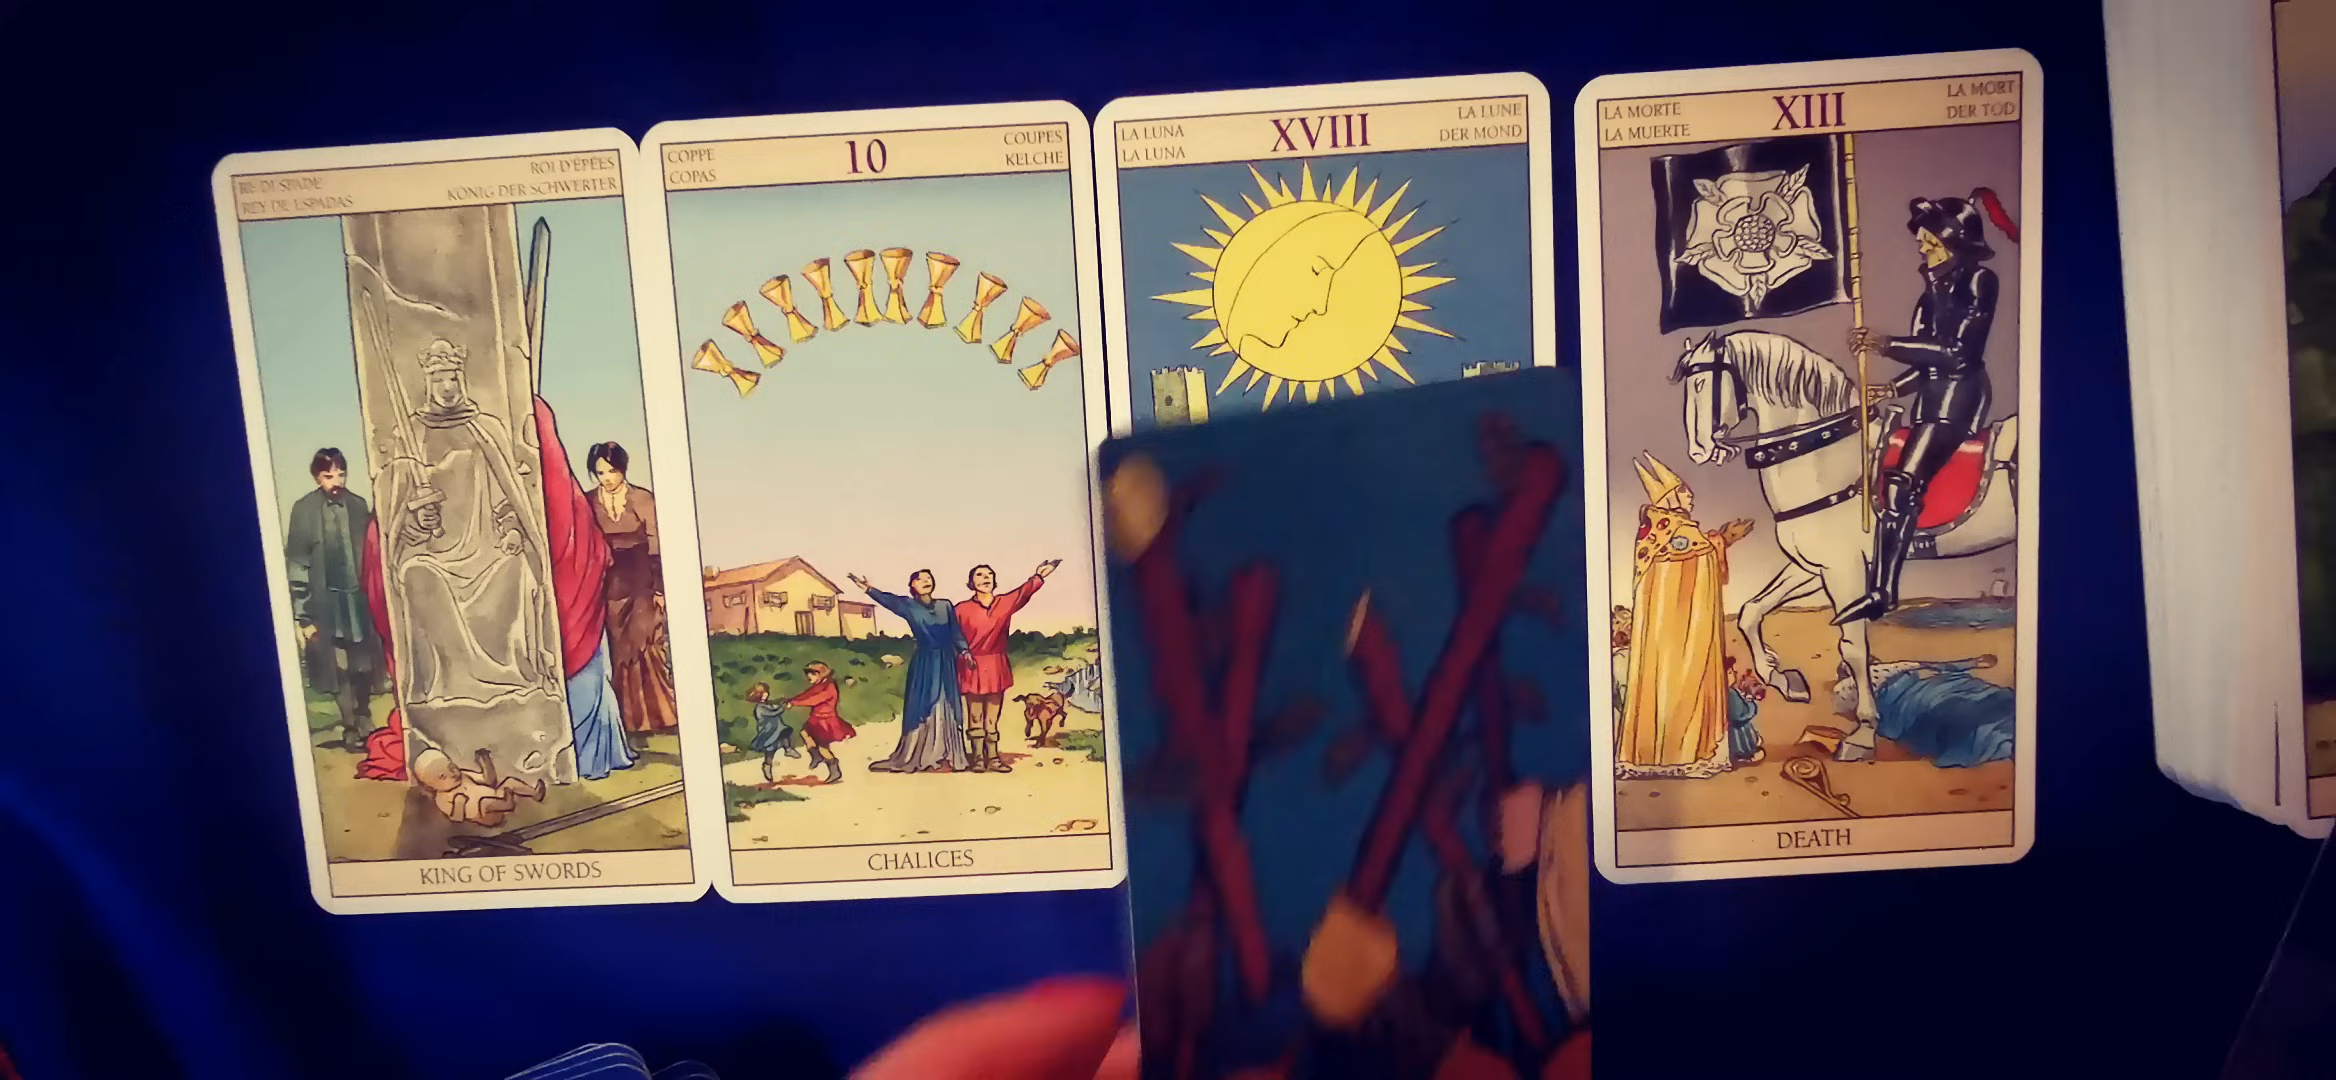 RE DI SPADE
REY DE ESPADAS
ROI D'ÉPÉES
KÖNIG DER SCHWERTER
KING OF SWORDS
COPPE
COPAS
10
COUPES
KELCHE
CHALICES
LA LUNA
LA LUNA
XVIII
LA LUNE
DER MOND
LA MORTE
LA MUERTE
XIII
LA MORT
DER TOD
DEATH